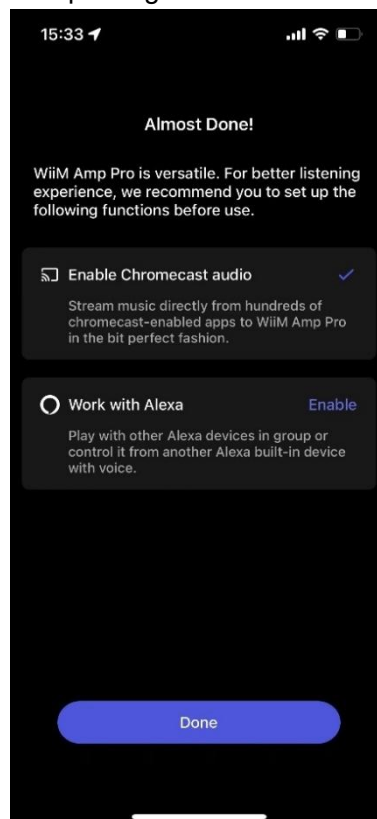 15:33
Almost Done!
WiiM Amp Pro is versatile. For better listening
experience, we recommend you to set up the
following functions before use.
Enable Chromecast audio
Stream music directly from hundreds of
chromecast-enabled apps to WiiM Amp Pro
in the bit perfect fashion.
Work with Alexa Enable
Play with other Alexa devices in group or
control it from another Alexa built-in device
with voice.
Done